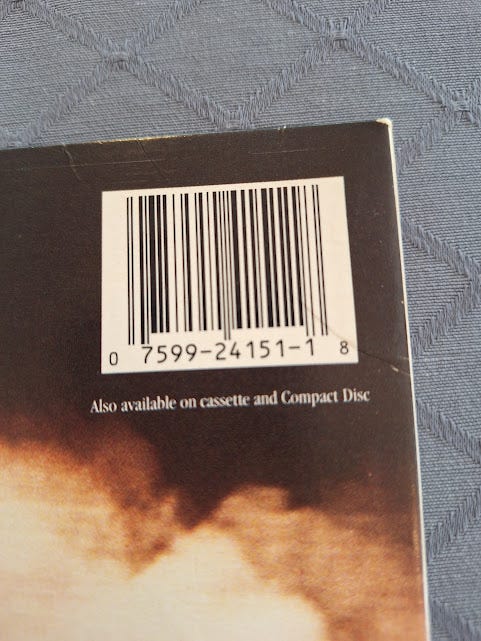 0 7599-24151-1 8
Also available on cassette and Compact Disc